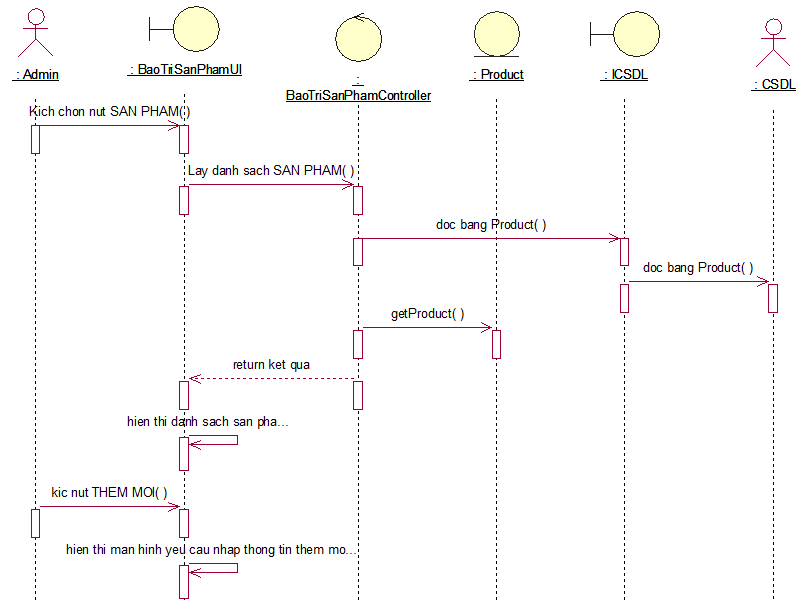 : Admin
: BaoTriSanPhamUI
:
BaoTriSanPhamController
: Product
: ICSDL
: CSDL
Kich chon nut SAN PHAM( )
Lay danh sach SAN PHAM( )
doc bang Product( )
doc bang Product( )
getProduct( )
return ket qua
hien thi danh sach san pha...
kic nut THEM MOI( )
hien thi man hinh yeu cau nhap thong tin them mo...